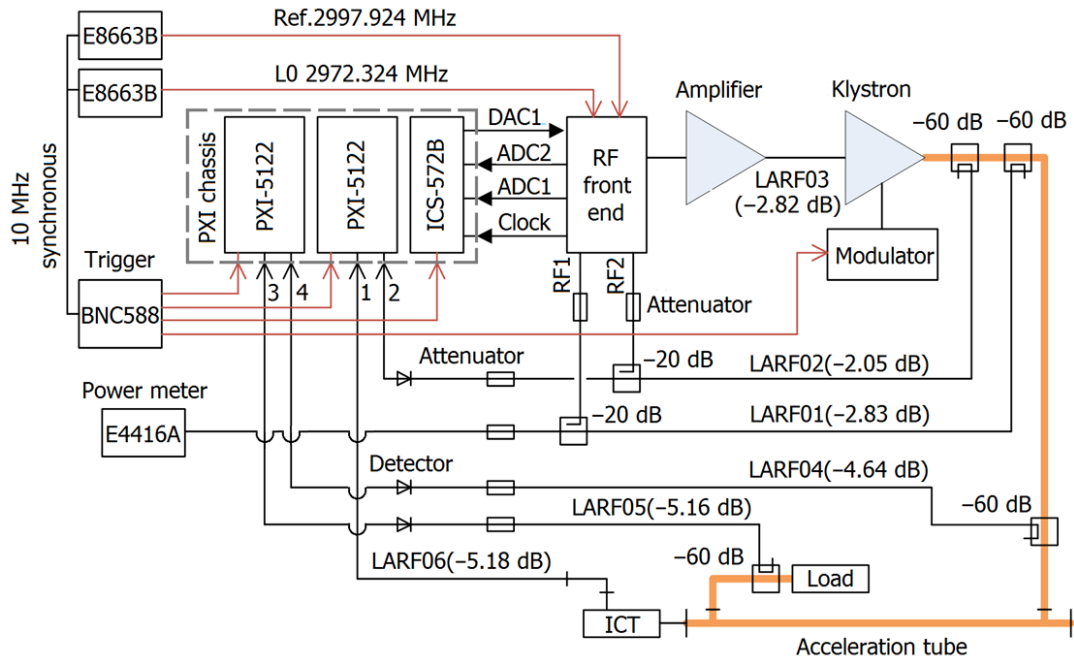 Ref.2997.924 MHz
E8663B
L0 2972.324 MHz
E8663B
10 MHz
synchronous
PXI chassis
PXI-5122
PXI-5122
ICS-572B
DAC1
ADC2
ADC1
Clock
RF
front
end
Amplifier
Klystron
−60 dB
−60 dB
LARF03
(−2.82 dB)
Modulator
Trigger
BNC588
3
4
1
2
RF1
RF2
Attenuator
Attenuator
−20 dB
LARF02(−2.05 dB)
Power meter
E4416A
−20 dB
LARF01(−2.83 dB)
Detector
LARF04(−4.64 dB)
LARF05(−5.16 dB)
−60 dB
−60 dB
LARF06(−5.18 dB)
Load
ICT
Acceleration tube